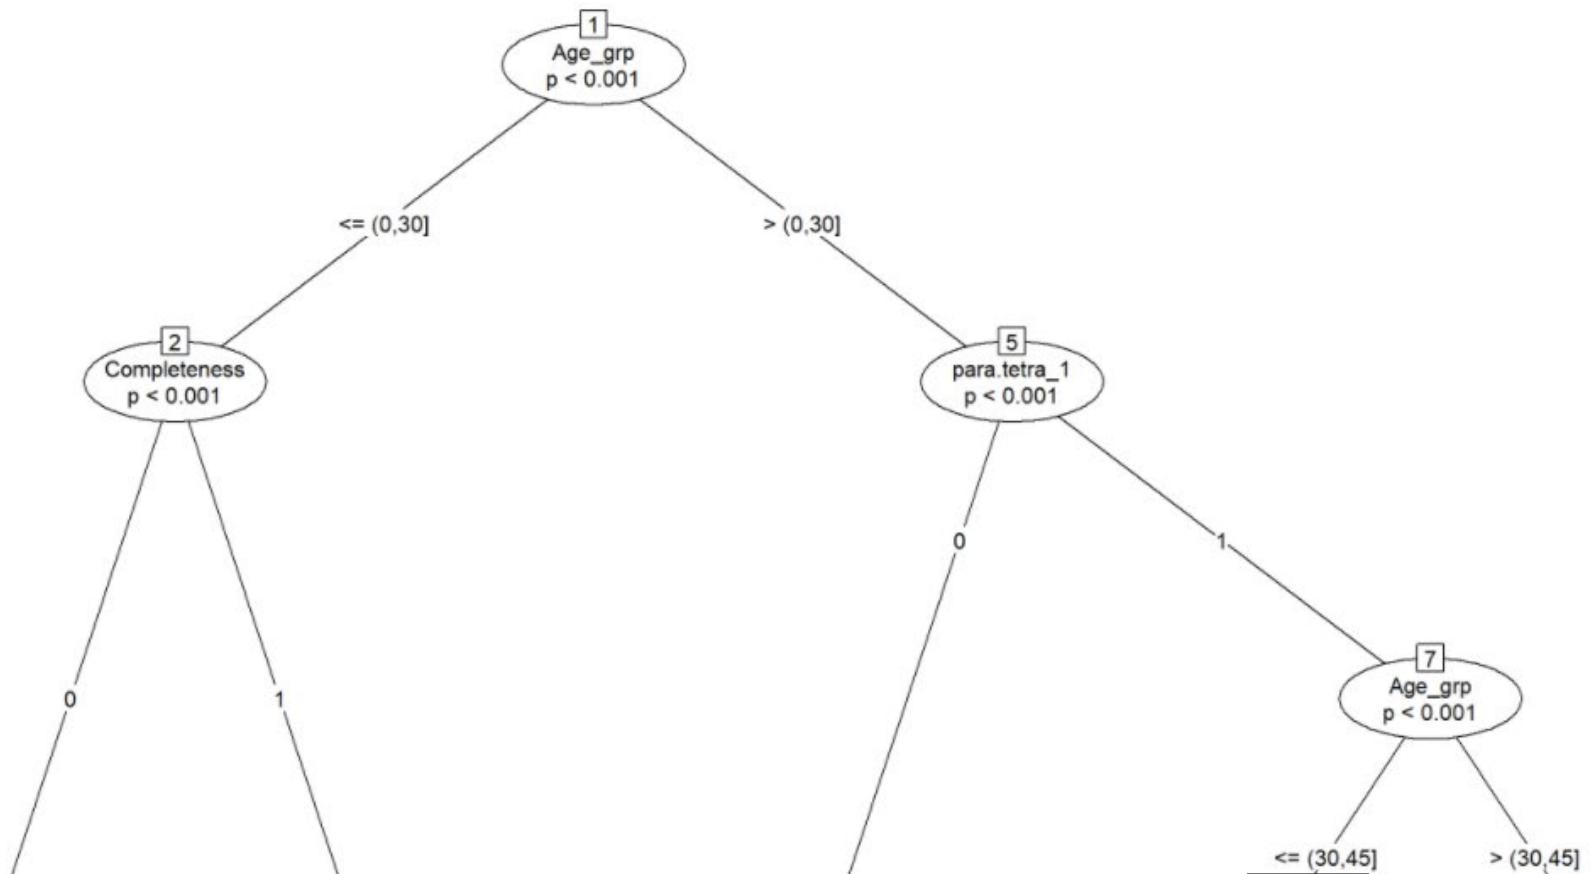 1
Age_grp
p < 0.001
<= (0,30]
> (0,30]
2
Completeness
p < 0.001
5
para.tetra_1
p < 0.001
0
1
0
1
7
Age_grp
p < 0.001
<= (30,45]
> (30,45]